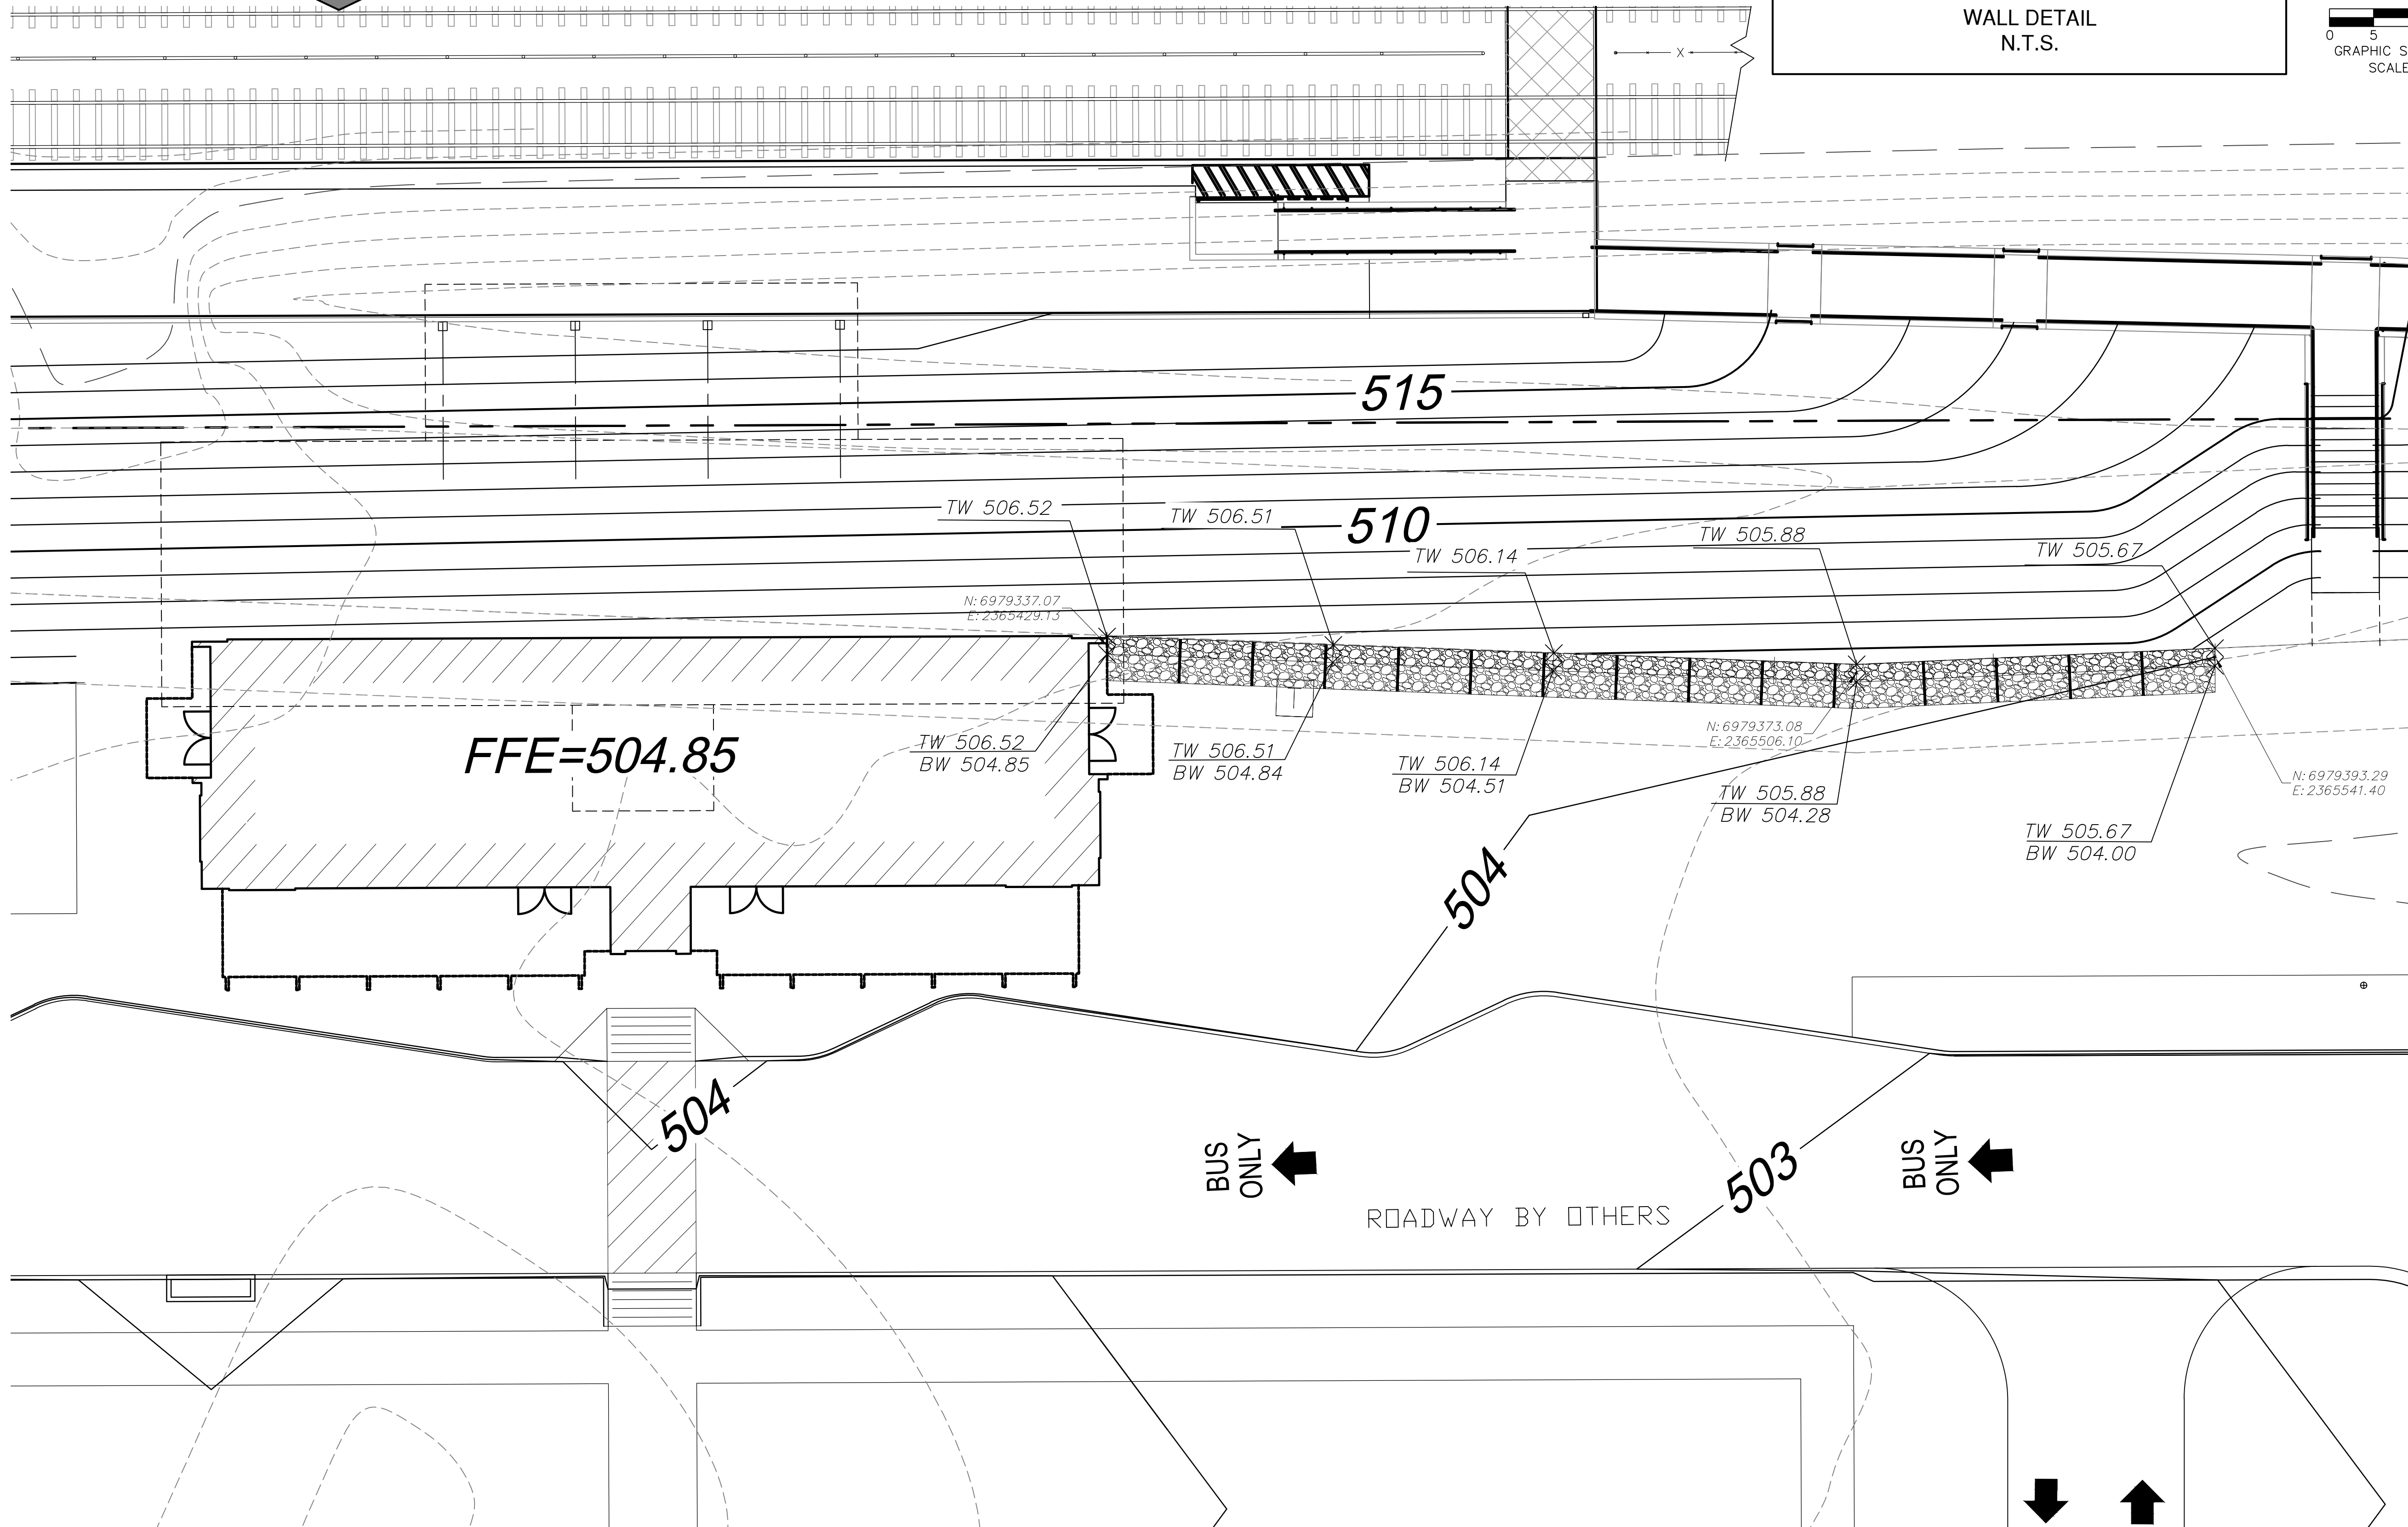 WALL DETAIL
N.T.S.
0 5
GRAPHIC S
SCALE
X
515
TW 506.52
TW 506.51
510
TW 506.14
TW 505.88
TW 505.67
N: 6979337.07
E: 2365429.13
FFE=504.85
TW 506.52
BW 504.85
TW 506.51
BW 504.84
TW 506.14
BW 504.51
N: 6979373.08
E: 2365506.10
TW 505.88
BW 504.28
TW 505.67
BW 504.00
N: 6979393.29
E: 2365541.40
504
504
BUS
ONLY
503
BUS
ONLY
ROADWAY BY OTHERS